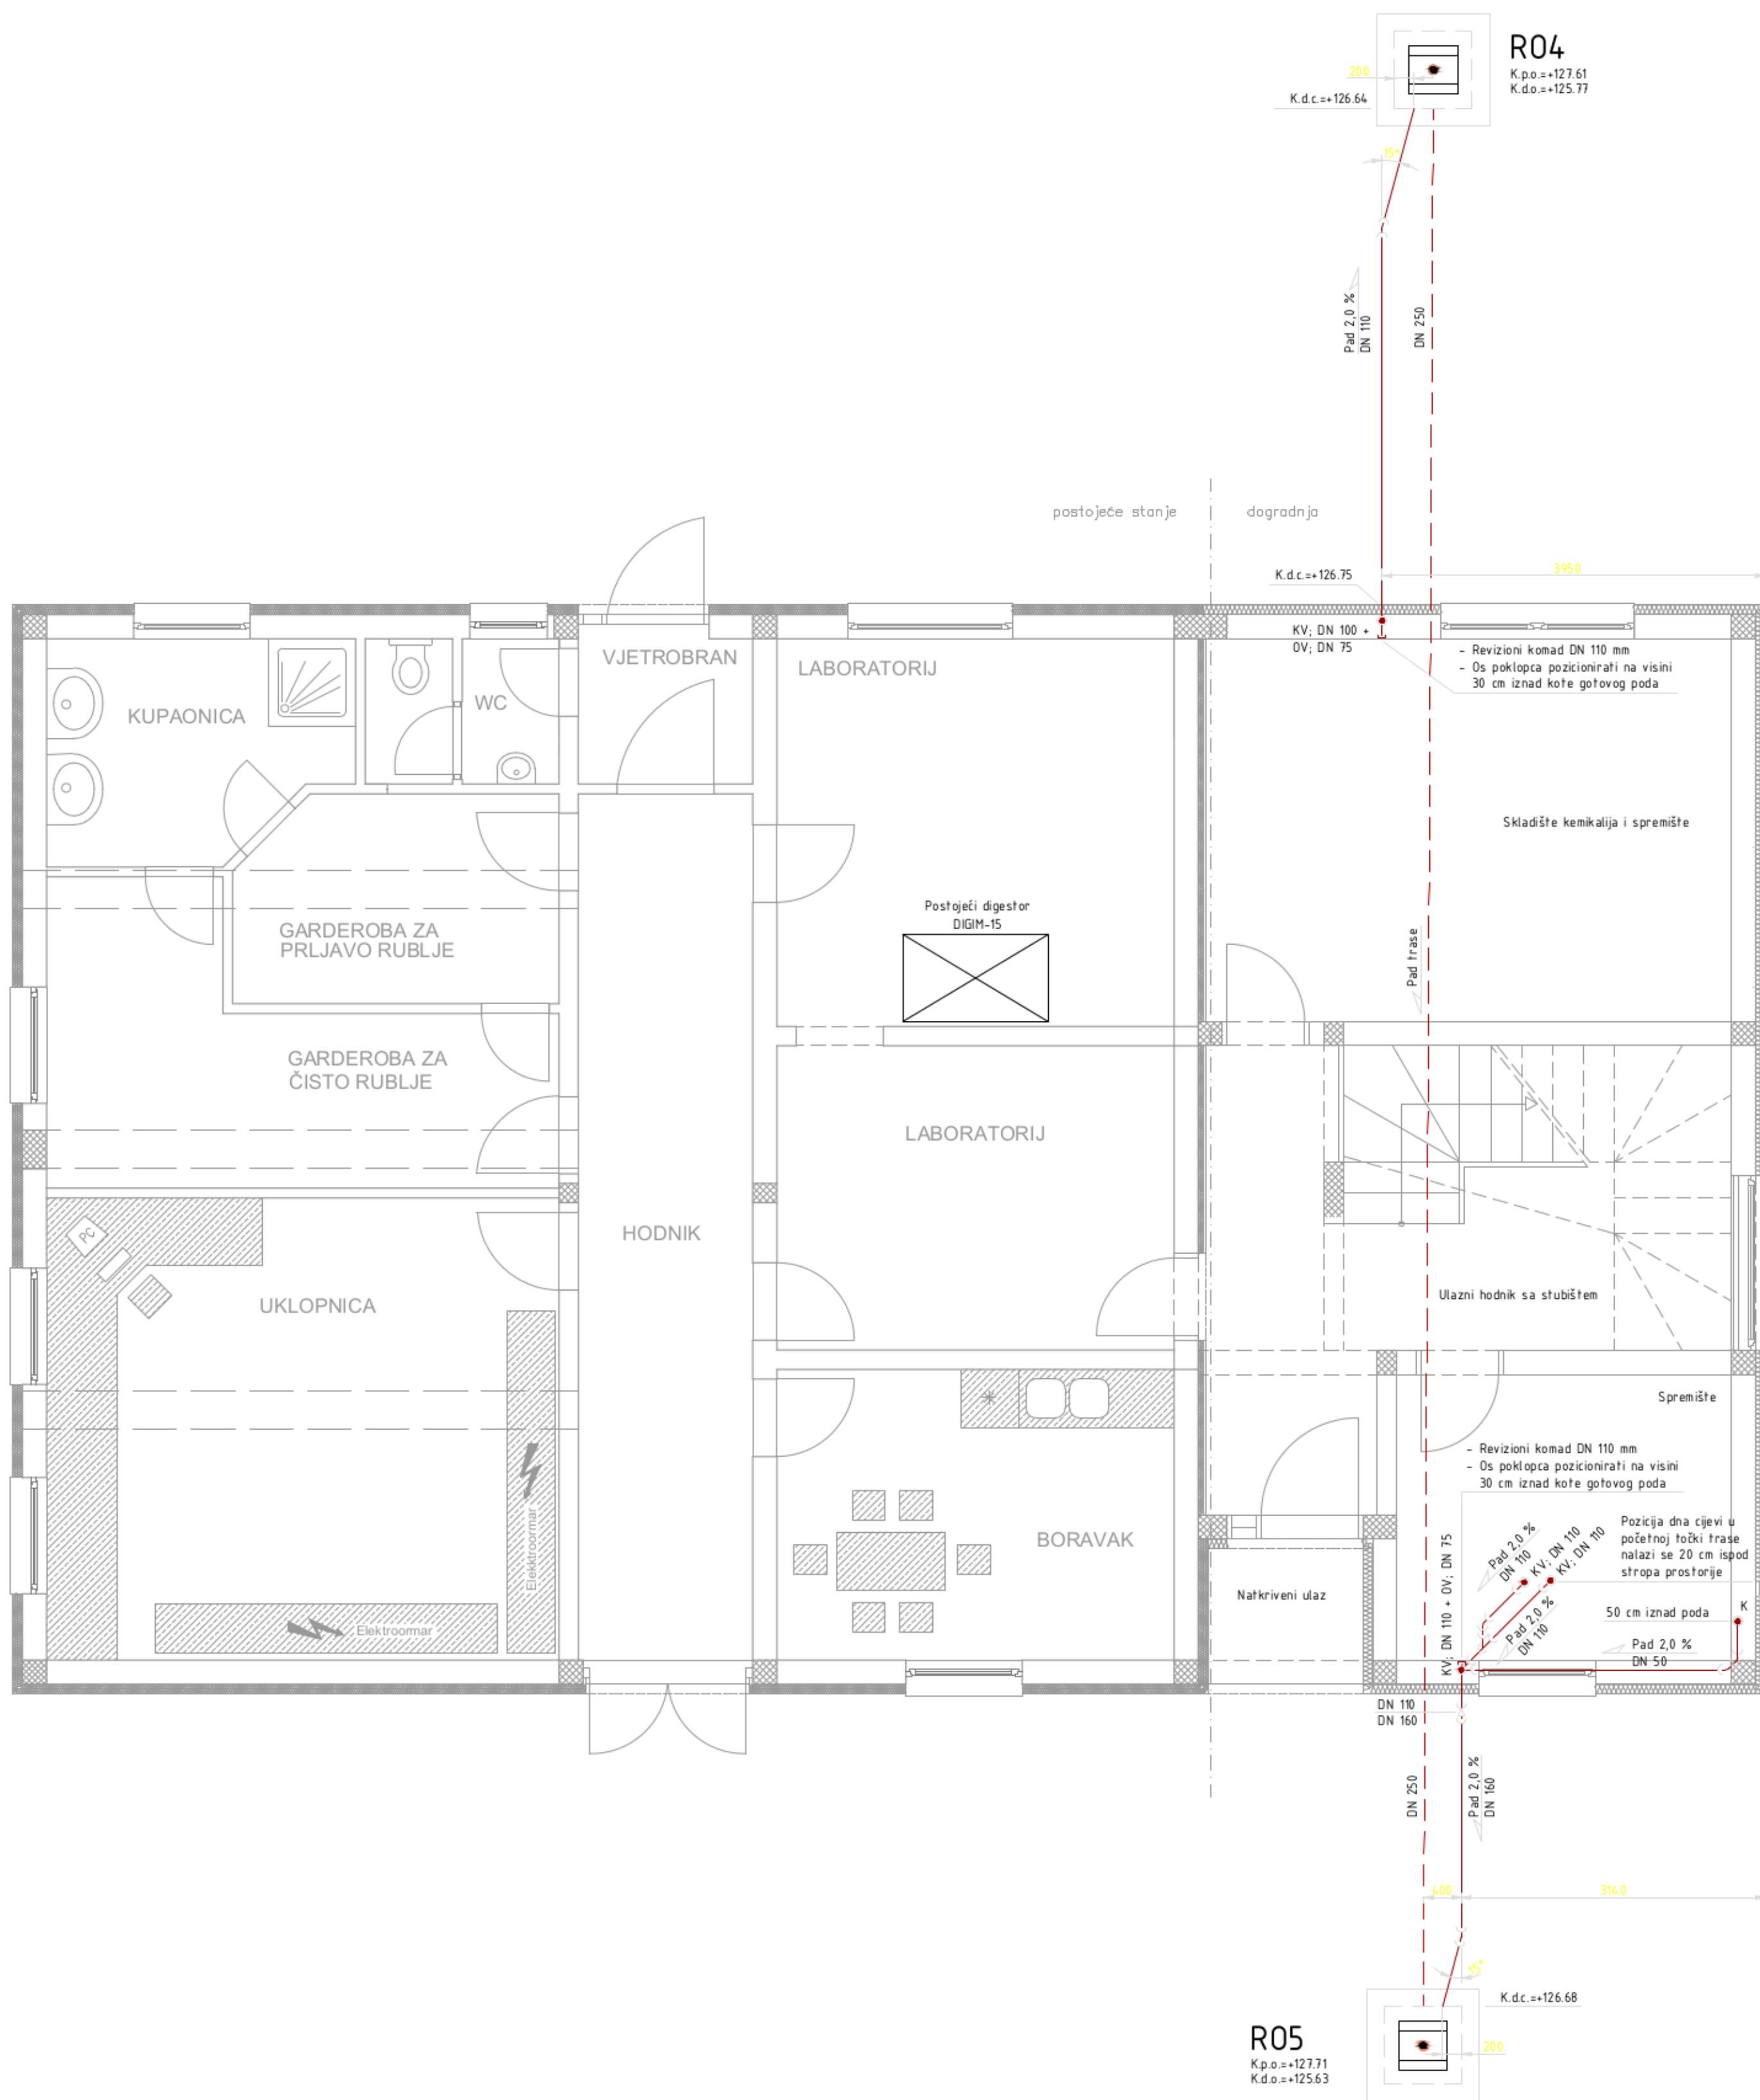 RO4
K.p.o.=+127.61
K.d.o.=+125.77
200
K.d.c.=+126.64
15°
Pad 2,0 %
DN 110
DN 250
postojeće stanje
dogradnja
K.d.c.=+126.75
3950
KV; DN 100 +
OV; DN 75
- Revizioni komad DN 110 mm
- Os poklopca pozicionirati na visini
30 cm iznad kote gotovog poda
VJETROBRAN
LABORATORIJ
KUPAONICA
WC
Skladište kemikalija i spremište
Postojeći digestor
DIGIM-15
GARDEROBA ZA
PRLJAVO RUBLJE
Pad trase
GARDEROBA ZA
ČISTO RUBLJE
LABORATORIJ
PC
HODNIK
UKLOPNICA
Ulazni hodnik sa stubištem
Spremište
- Revizioni komad DN 110 mm
- Os poklopca pozicionirati na visini
30 cm iznad kote gotovog poda
Elektroormar
BORAVAK
KV; DN 110 + OV; DN 75
Pad 2,0 %
DN 110
KV; DN 110
KV; DN 110
Pozicija dna cijevi u
početnoj točki trase
nalazi se 20 cm ispod
stropa prostorije
Natkriveni ulaz
50 cm iznad poda
K
Pad 2,0 %
DN 110
Pad 2,0 %
DN 50
Elektroormar
DN 110
DN 160
DN 250
Pad 2,0 %
DN 160
400
3140
15°
K.d.c.=+126.68
RO5
K.p.o.=+127.71
K.d.o.=+125.63
200